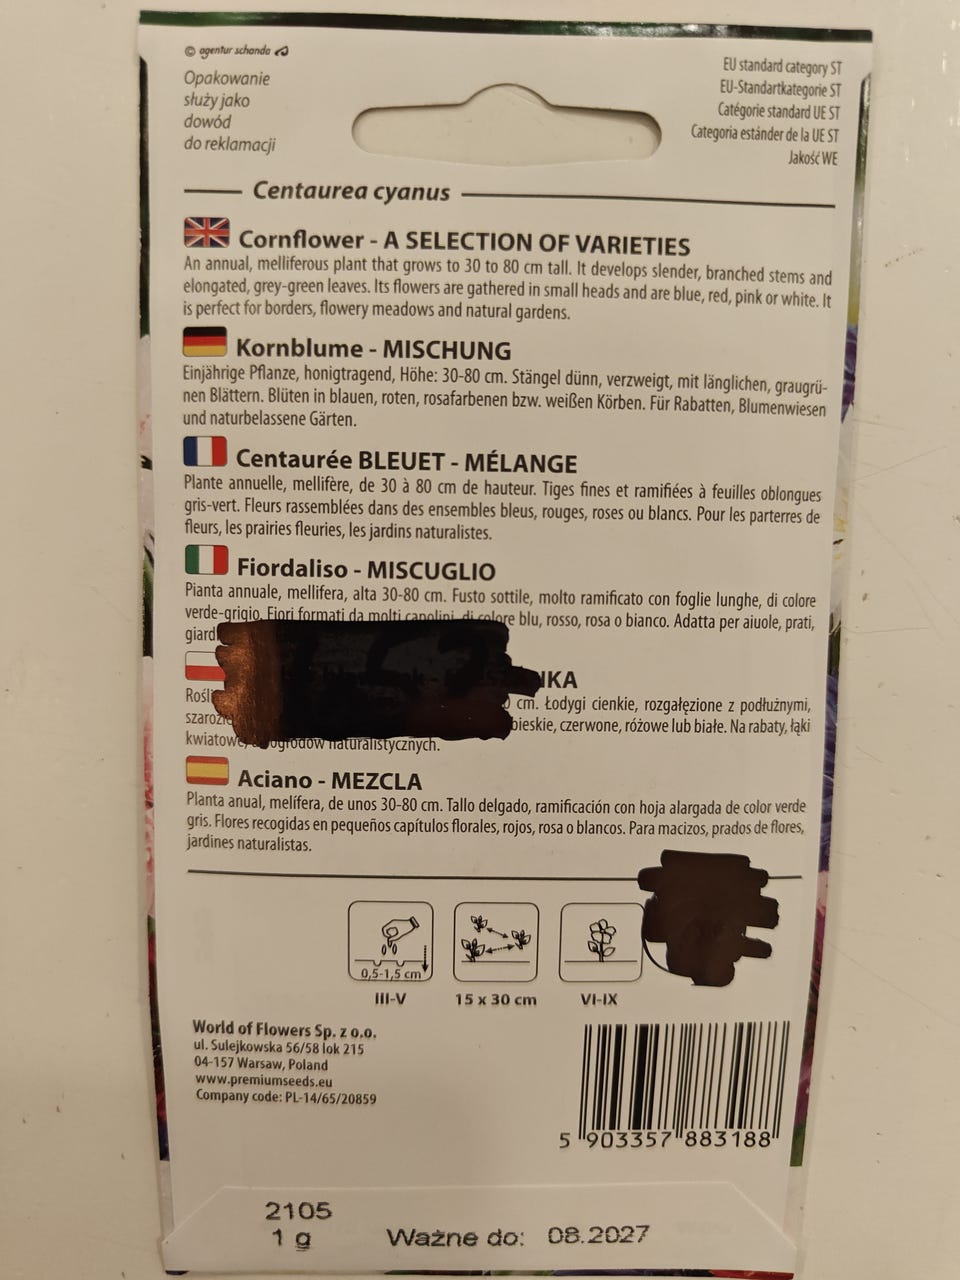 © agentur schanda
Opakowanie
służy jako
dowód
do reklamacji
EU standard category ST
EU-Standartkategorie ST
Catégorie standard UE ST
Categoria estánder de la UE ST
Jakość WE
Centaurea cyanus
Cornflower - A SELECTION OF VARIETIES
An annual, melliferous plant that grows to 30 to 80 cm tall. It develops slender, branched stems and
elongated, grey-green leaves. Its flowers are gathered in small heads and are blue, red, pink or white. It
is perfect for borders, flowery meadows and natural gardens.
Kornblume - MISCHUNG
Einjährige Pflanze, honigtragend, Höhe: 30-80 cm. Stängel dünn, verzweigt, mit länglichen, graugrü-
nen Blättern. Blüten in blauen, roten, rosafarbenen bzw. weißen Körben. Für Rabatten, Blumenwiesen
und naturbelassene Gärten.
Centaurée BLEUET - MÉLANGE
Plante annuelle, mellifère, de 30 à 80 cm de hauteur. Tiges fines et ramifiées à feuilles oblongues
gris-vert. Fleurs rassemblées dans des ensembles bleus, rouges, roses ou blancs. Pour les parterres de
fleurs, les prairies fleuries, les jardins naturalistes.
Fiordaliso - MISCUGLIO
Pianta annuale, mellifera, alta 30-80 cm. Fusto sottile, molto ramificato con foglie lunghe, di colore
verde-grigio. Fiori formati da molti capolini, di colore blu, rosso, rosa o bianco. Adatta per aiuole, prati,
cm. Łodygi cienkie, rozgałęzione z podłużnymi,
czerwone, różowe lub białe. Na rabaty, łąki
kwiatowe ogrodów naturalistycznych.
Aciano - MEZCLA
Planta anual, melífera, de unos 30-80 cm. Tallo delgado, ramificación con hoja alargada de color verde
gris. Flores recogidas en pequeños capítulos florales, rojos, rosa o blancos. Para macizos, prados de flores,
jardines naturalistas.
0,5-1,5 cm
III-V
15 x 30 cm
VI-IX
World of Flowers Sp. z o.o.
ul. Sulejkowska 56/58 lok 215
04-157 Warsaw, Poland
www.premiumseeds.eu
Company code: PL-14/65/20859
5 903357 883188
2105
1 g
Ważne do: 08.2027